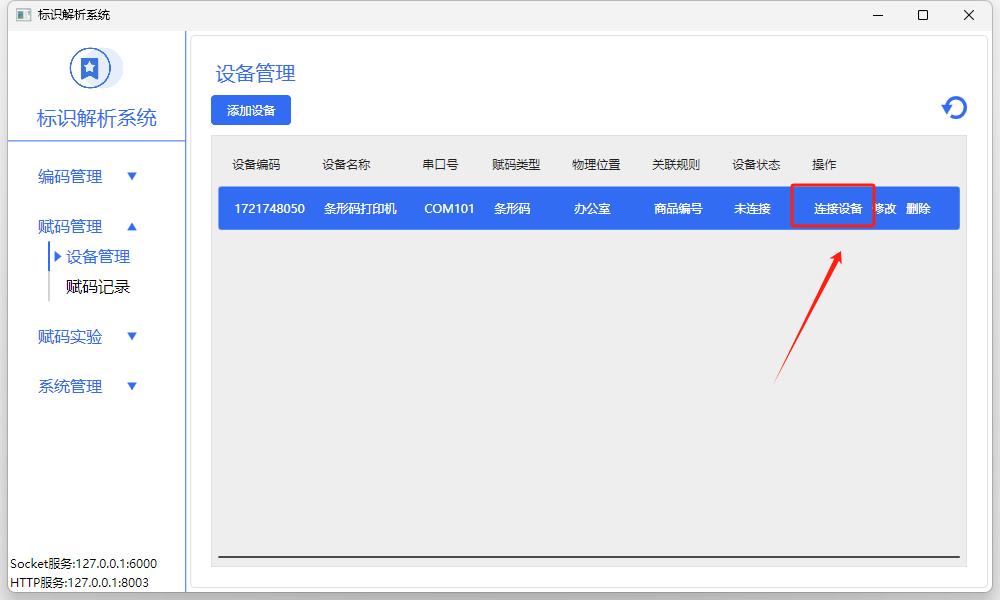 标识解析系统
标识解析系统
编码管理
赋码管理
设备管理
赋码记录
赋码实验
系统管理
Socket服务:127.0.0.1:6000
HTTP服务:127.0.0.1:8003
设备管理
添加设备
设备编码 设备名称 串口号 赋码类型 物理位置 关联规则 设备状态 操作
1721748050 条形码打印机 COM101 条形码 办公室 商品编号 未连接 连接设备 修改 删除